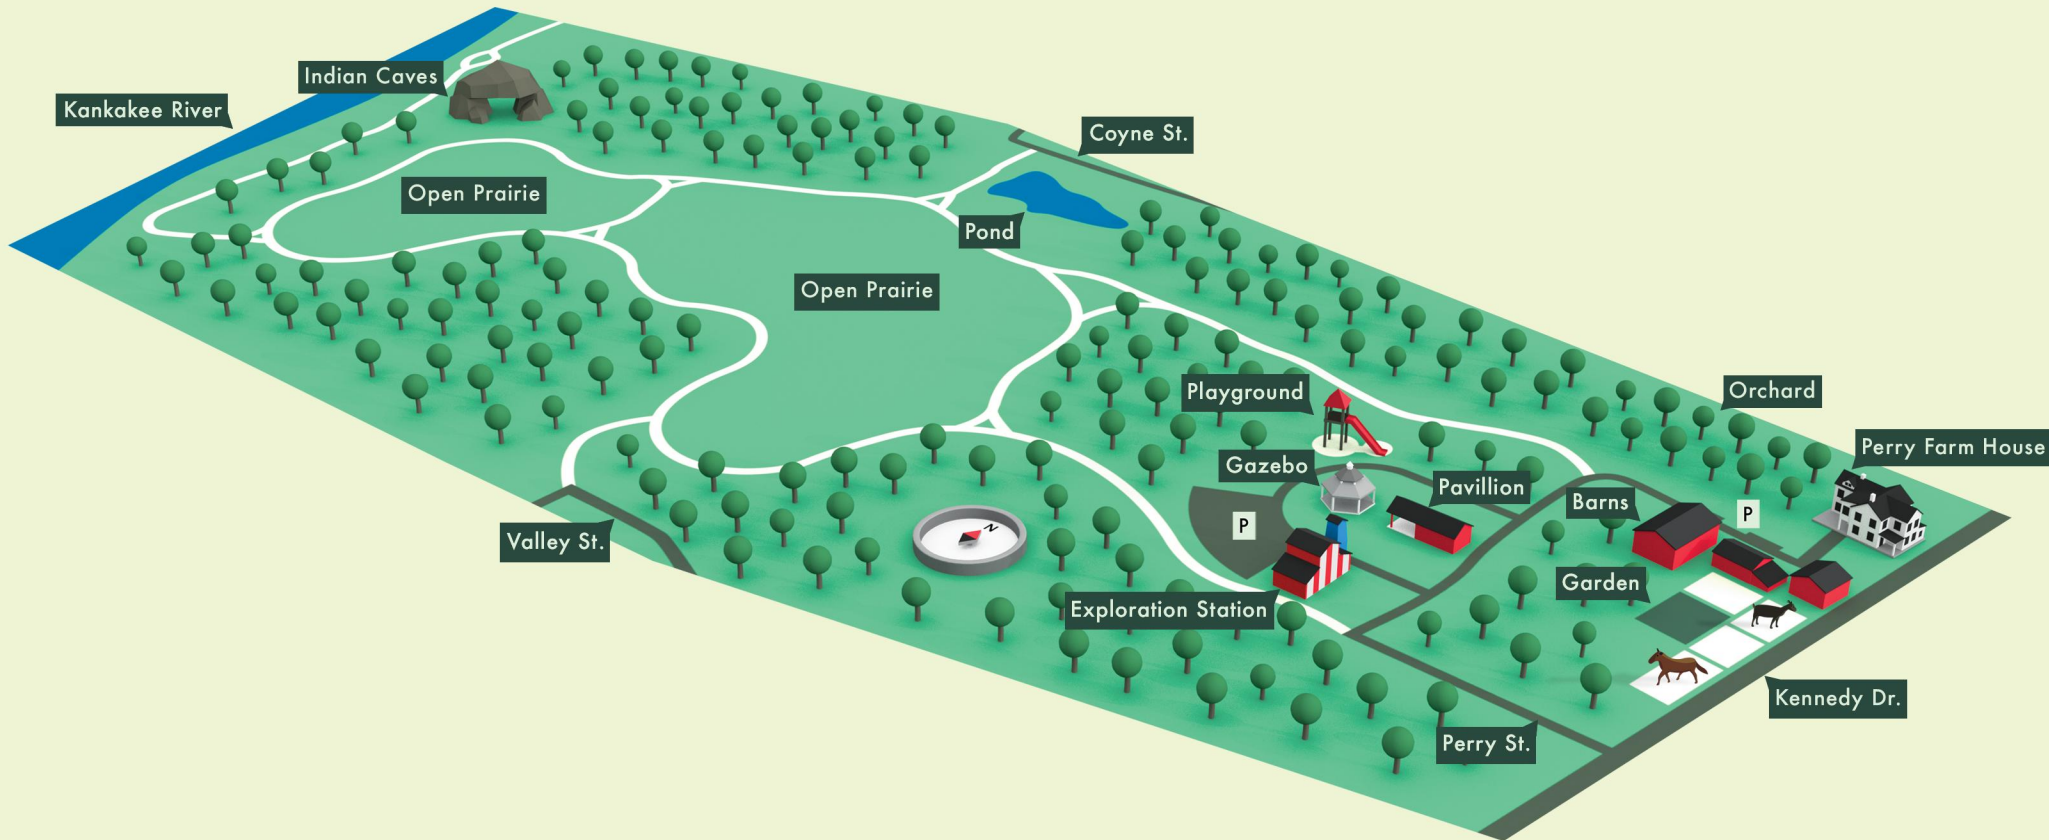 Indian Caves
Kankakee River
Coyne St.
Open Prairie
Pond
Open Prairie
Playground
Orchard
Perry Farm House
Gazebo
Pavillion
Barns
P
P
N
Valley St.
Garden
Exploration Station
Kennedy Dr.
Perry St.